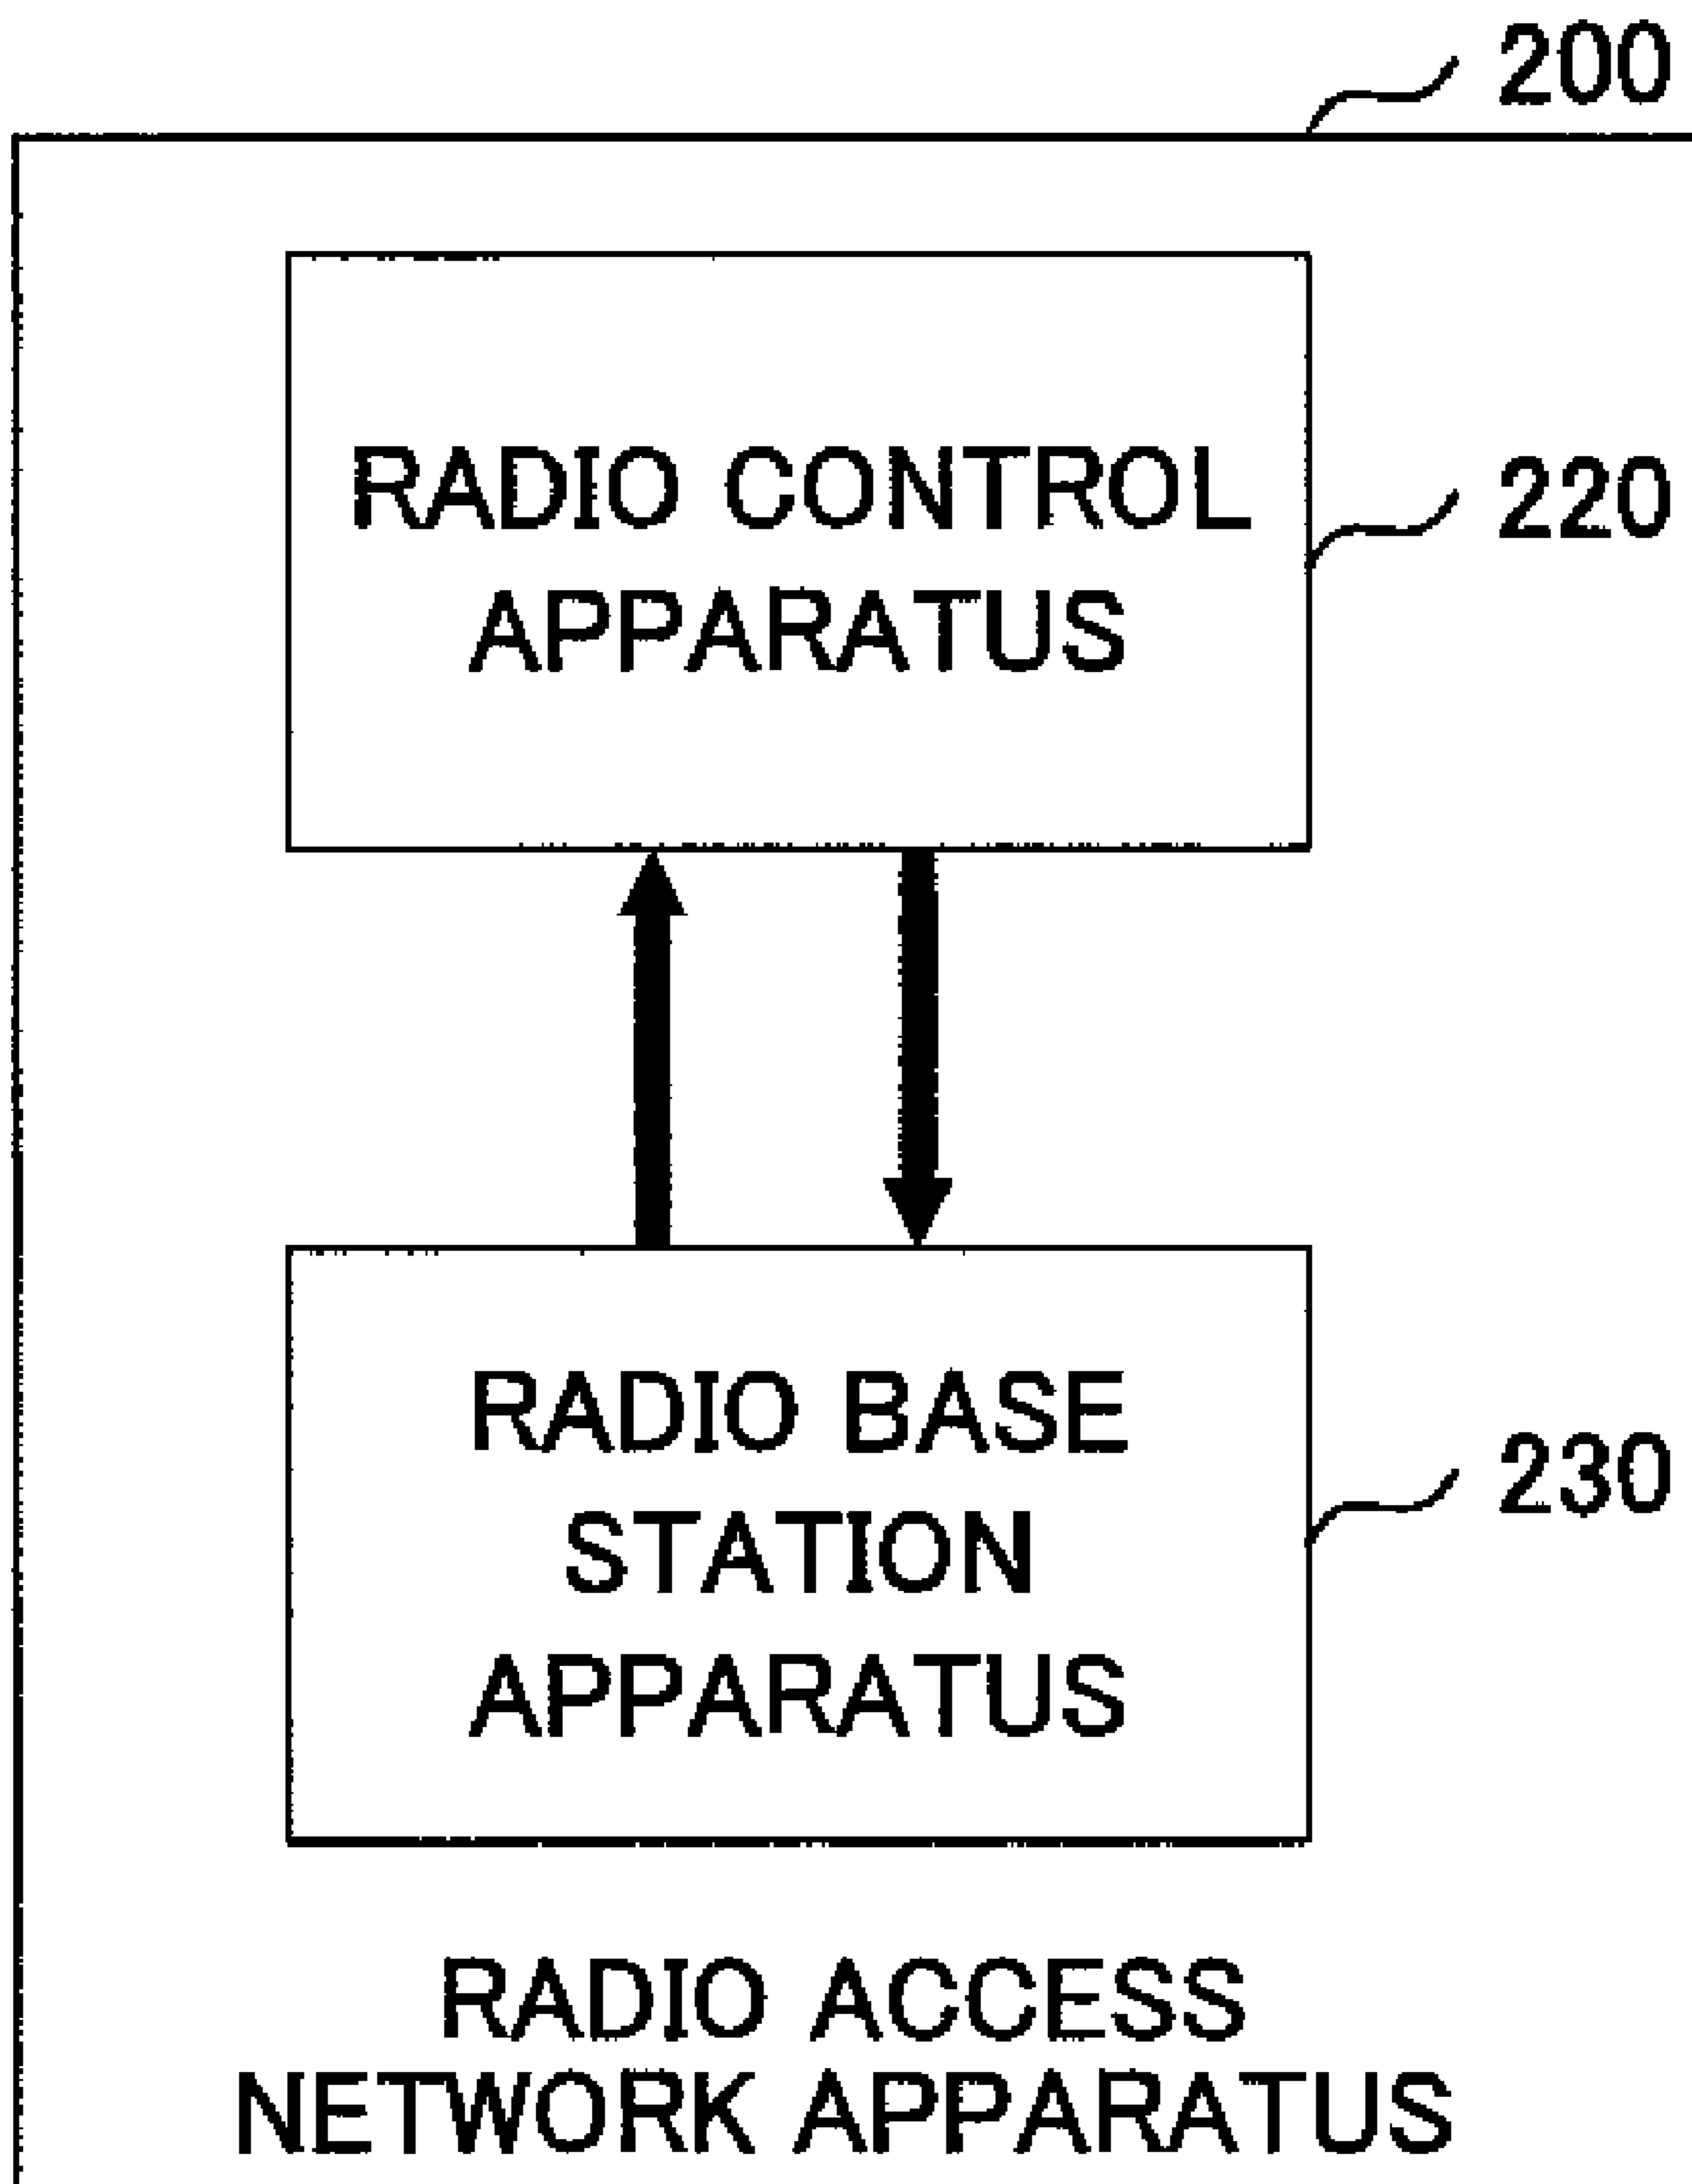 200
RADIO CONTROL
APPARATUS
220
RADIO BASE
STATION
APPARATUS
230
RADIO ACCESS
NETWORK APPARATUS